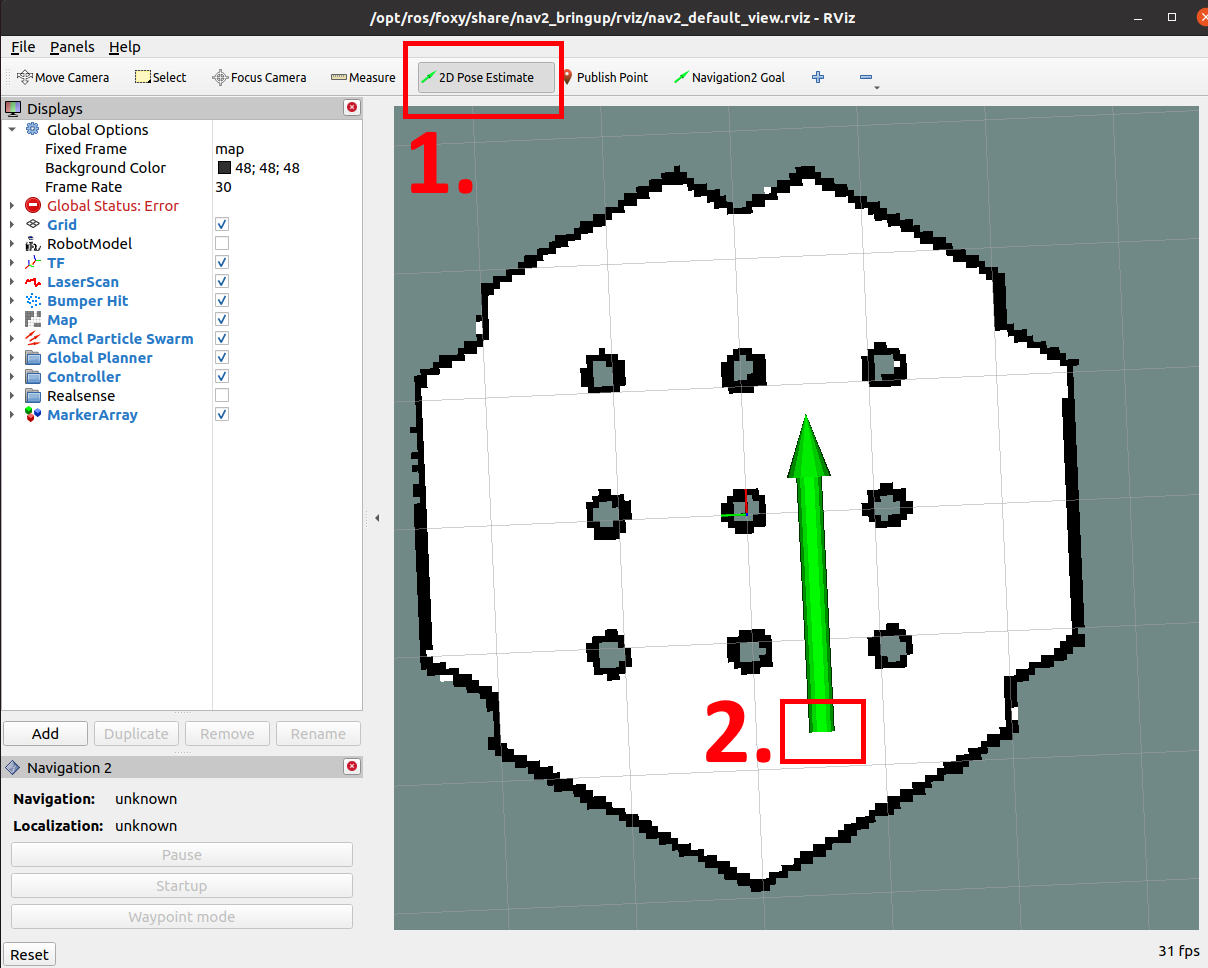 /opt/ros/foxy/share/nav2_bringup/rviz/nav2_default_view.rviz - RViz
File Panels Help
Move Camera Select Focus Camera Measure 2D Pose Estimate Publish Point Navigation2 Goal
Displays
Global Options
Fixed Frame map
Background Color 48; 48; 48
Frame Rate 30
Global Status: Error
Grid
RobotModel
TF
LaserScan
Bumper Hit
Map
Amcl Particle Swarm
Global Planner
Controller
Realsense
MarkerArray
Add Duplicate Remove Rename
Navigation 2
Navigation: unknown
Localization: unknown
Pause
Startup
Waypoint mode
Reset
1.
2.
31 fps